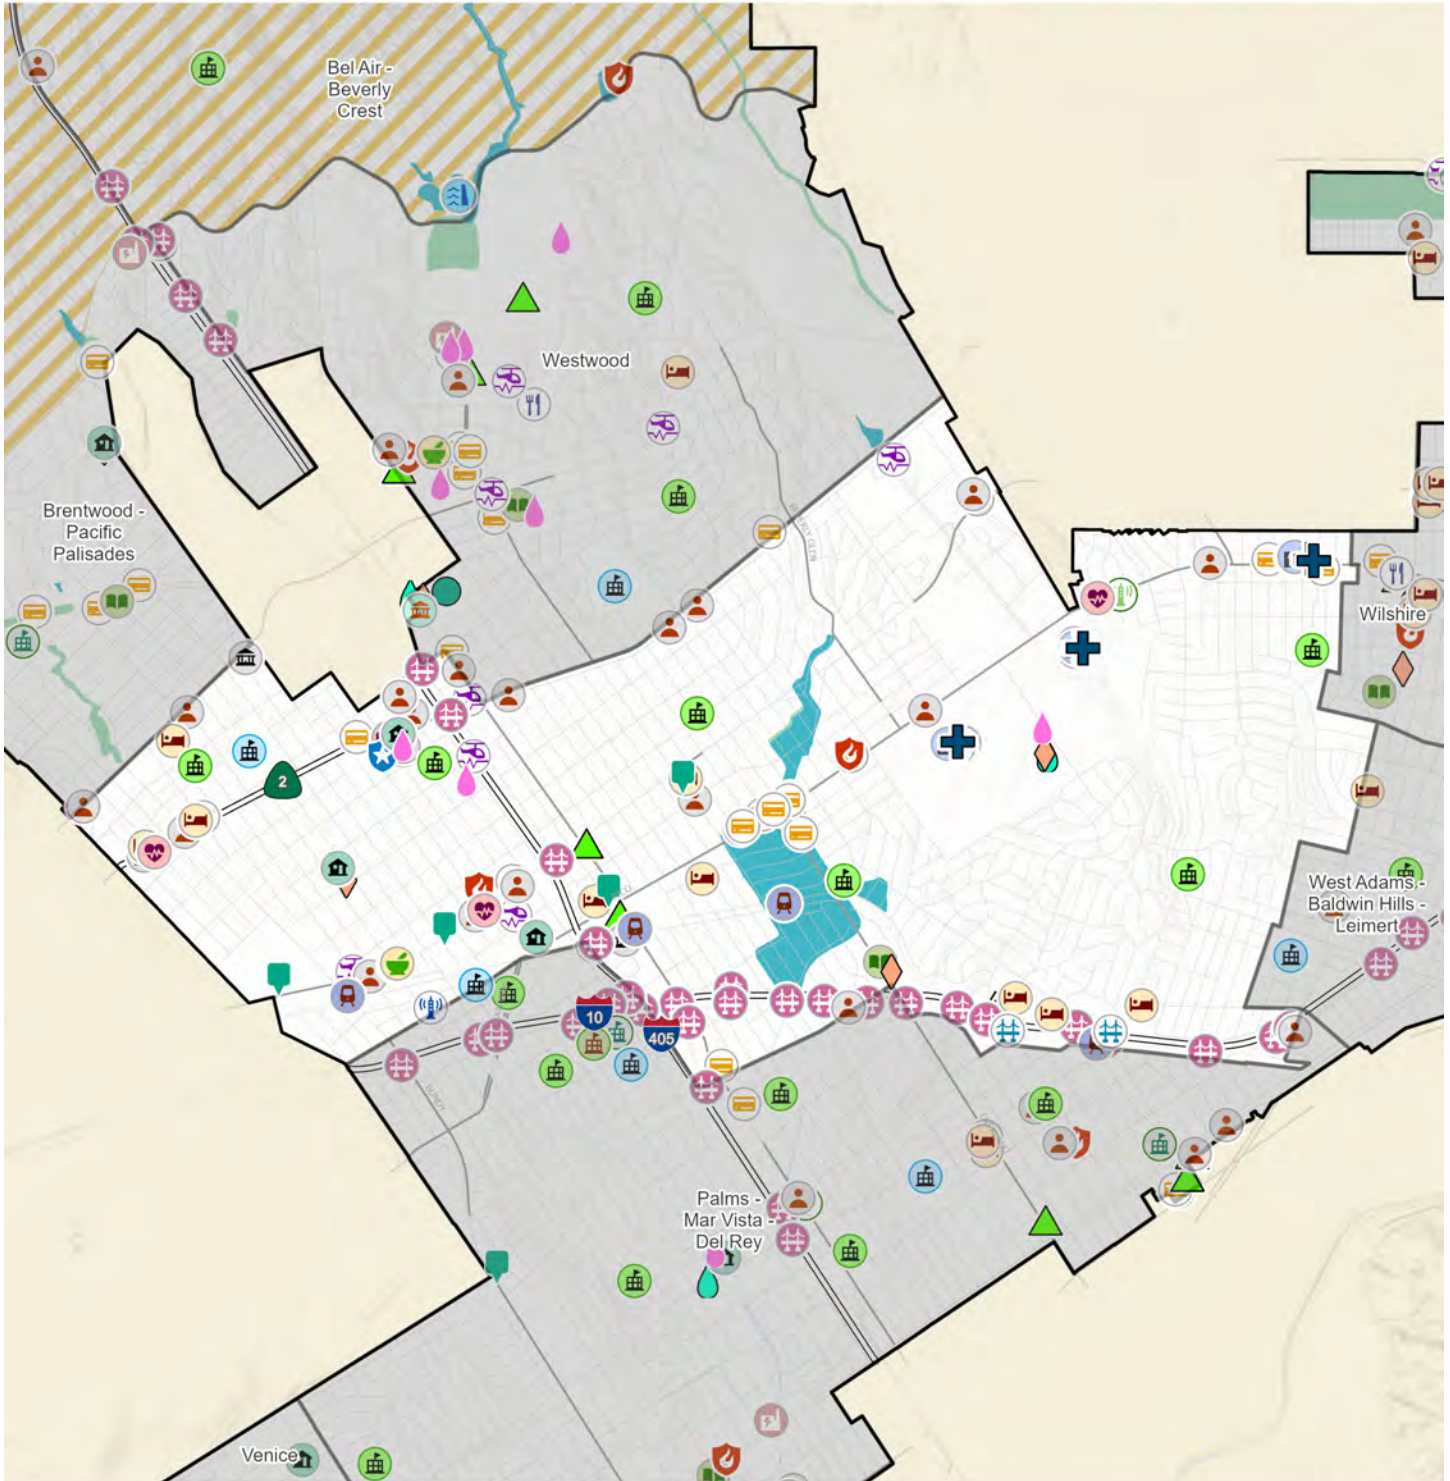 Bel Air -
Beverly
Crest
Westwood
Brentwood -
Pacific
Palisades
Wilshire
2
West Adams -
Baldwin Hills -
Leimert
10
405
Palms -
Mar Vista -
Del Rey
Venice